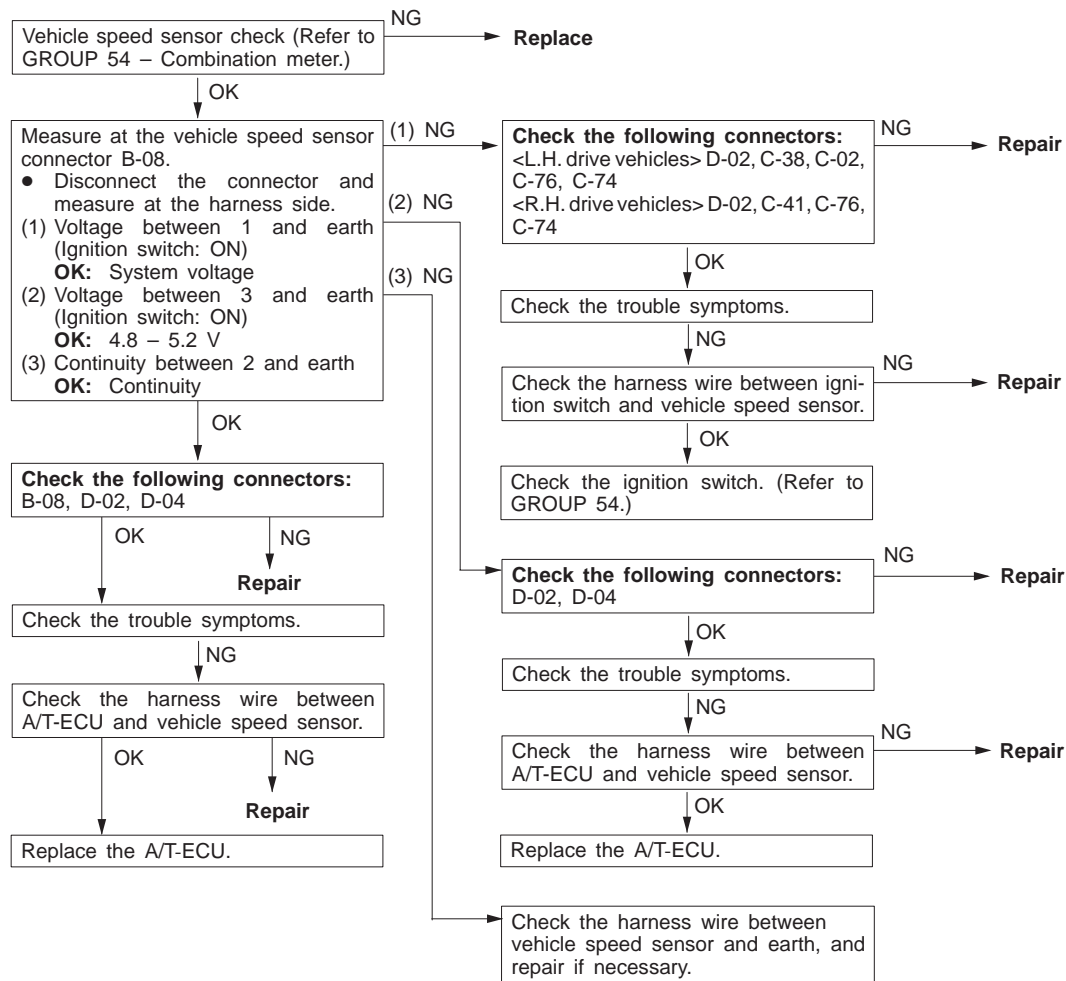 Vehicle speed sensor check (Refer to
GROUP 54 – Combination meter.)
NG
Replace
OK
Measure at the vehicle speed sensor
connector B-08.
● Disconnect the connector and
measure at the harness side.
(1) Voltage between 1 and earth
(Ignition switch: ON)
OK: System voltage
(2) Voltage between 3 and earth
(Ignition switch: ON)
OK: 4.8 – 5.2 V
(3) Continuity between 2 and earth
OK: Continuity
(1) NG
(2) NG
(3) NG
OK
Check the following connectors:
B-08, D-02, D-04
OK
NG
Repair
Check the trouble symptoms.
NG
Check the harness wire between
A/T-ECU and vehicle speed sensor.
OK
NG
Repair
Replace the A/T-ECU.
Check the following connectors:
<L.H. drive vehicles> D-02, C-38, C-02,
C-76, C-74
<R.H. drive vehicles> D-02, C-41, C-76,
C-74
NG
Repair
OK
Check the trouble symptoms.
NG
Check the harness wire between igni-
tion switch and vehicle speed sensor.
NG
Repair
OK
Check the ignition switch. (Refer to
GROUP 54.)
Check the following connectors:
D-02, D-04
NG
Repair
OK
Check the trouble symptoms.
NG
Check the harness wire between
A/T-ECU and vehicle speed sensor.
NG
Repair
OK
Replace the A/T-ECU.
Check the harness wire between
vehicle speed sensor and earth, and
repair if necessary.